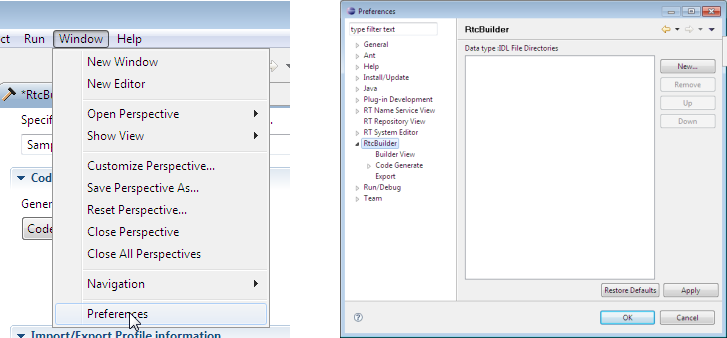 ct Run Window Help
New Window
New Editor
Open Perspective
Show View
Customize Perspective...
Save Perspective As...
Reset Perspective...
Close Perspective
Close All Perspectives
Navigation
Preferences
*RtcBu
Specif
Samp
Cod
Gener
Code
Import/Export Profile information
Preferences
type filter text
General
Ant
Help
Install/Update
Java
Plug-in Development
RT Name Service View
RT Repository View
RT System Editor
RtcBuilder
Builder View
Code Generate
Export
Run/Debug
Team
RtcBuilder
Data type :IDL File Directories
New...
Remove
Up
Down
Restore Defaults Apply
OK Cancel